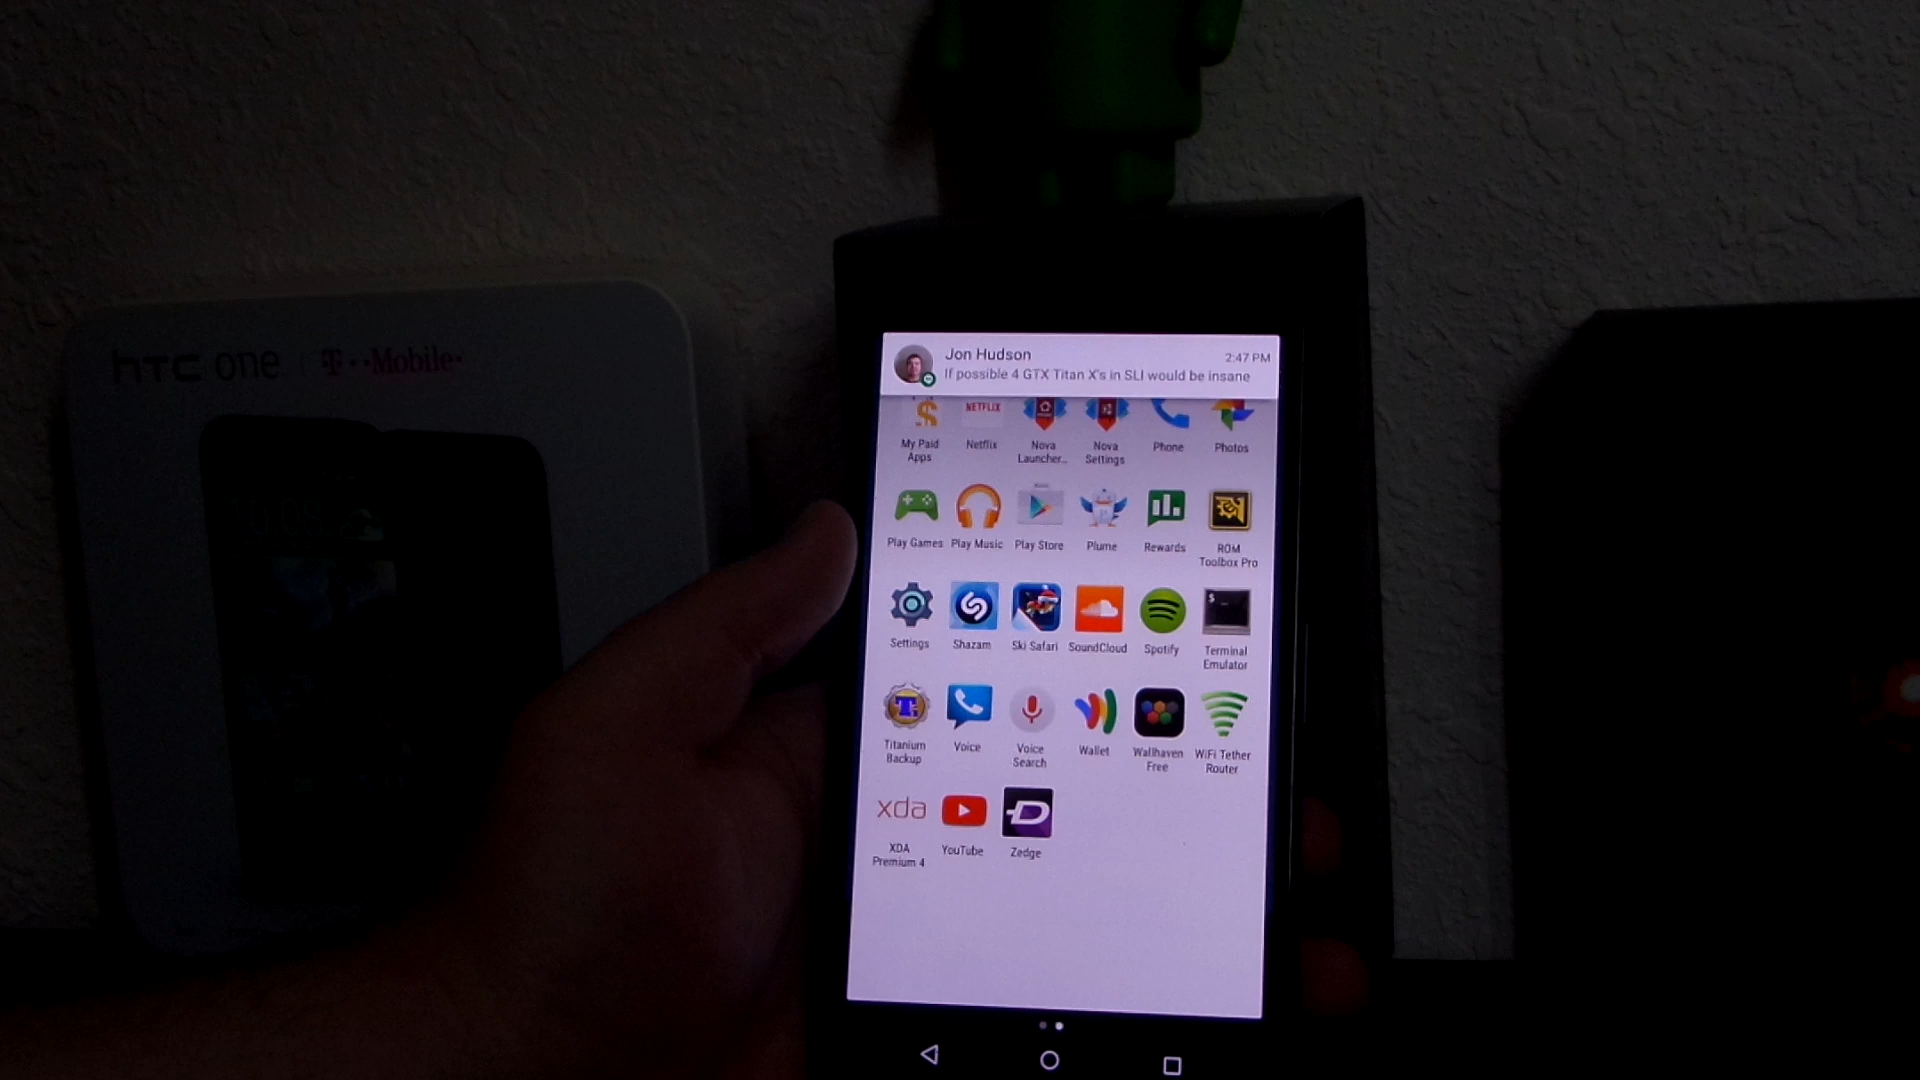 hTC one | T··Mobile·
Jon Hudson 2:47 PM
If possible 4 GTX Titan X's in SLI would be insane
NETFLIX
My Paid Apps
Netflix
Nova Launcher...
Nova Settings
Phone
Photos
Play Games
Play Music
Play Store
Plume
Rewards
ROM Toolbox Pro
$
Settings
Shazam
Ski Safari
SoundCloud
Spotify
Terminal Emulator
Titanium Backup
Voice
Voice Search
Wallet
Wallhaven Free
WiFi Tether Router
xda
XDA Premium 4
YouTube
Zedge